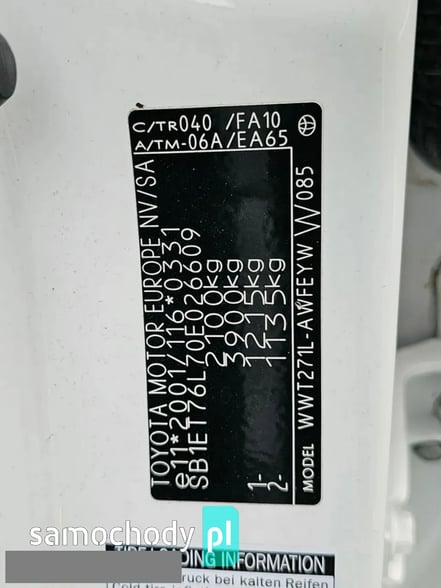 TOYOTA MOTOR EUROPE NV/SA
e11*2001/116*0331
SB1ET76L70E026609
2100kg
3900kg
1- 1215kg
2- 1135kg
MODEL WWT271L-AWFEYW W 085
C/TR040 /FA10
A/TM-06A/EA65
samochody pl
TIRE LOADING INFORMATION
ruck bei kalten Reifen